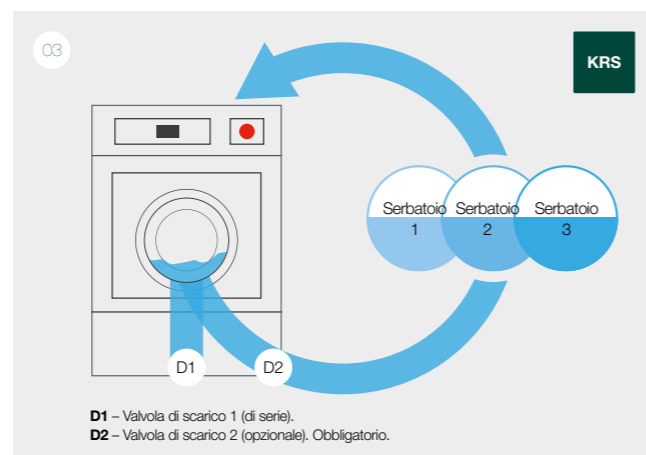 03
KRS
Serbatoio Serbatoio Serbatoio
1 2 3
D1 D2
D1 – Valvola di scarico 1 (di serie).
D2 – Valvola di scarico 2 (opzionale). Obbligatorio.